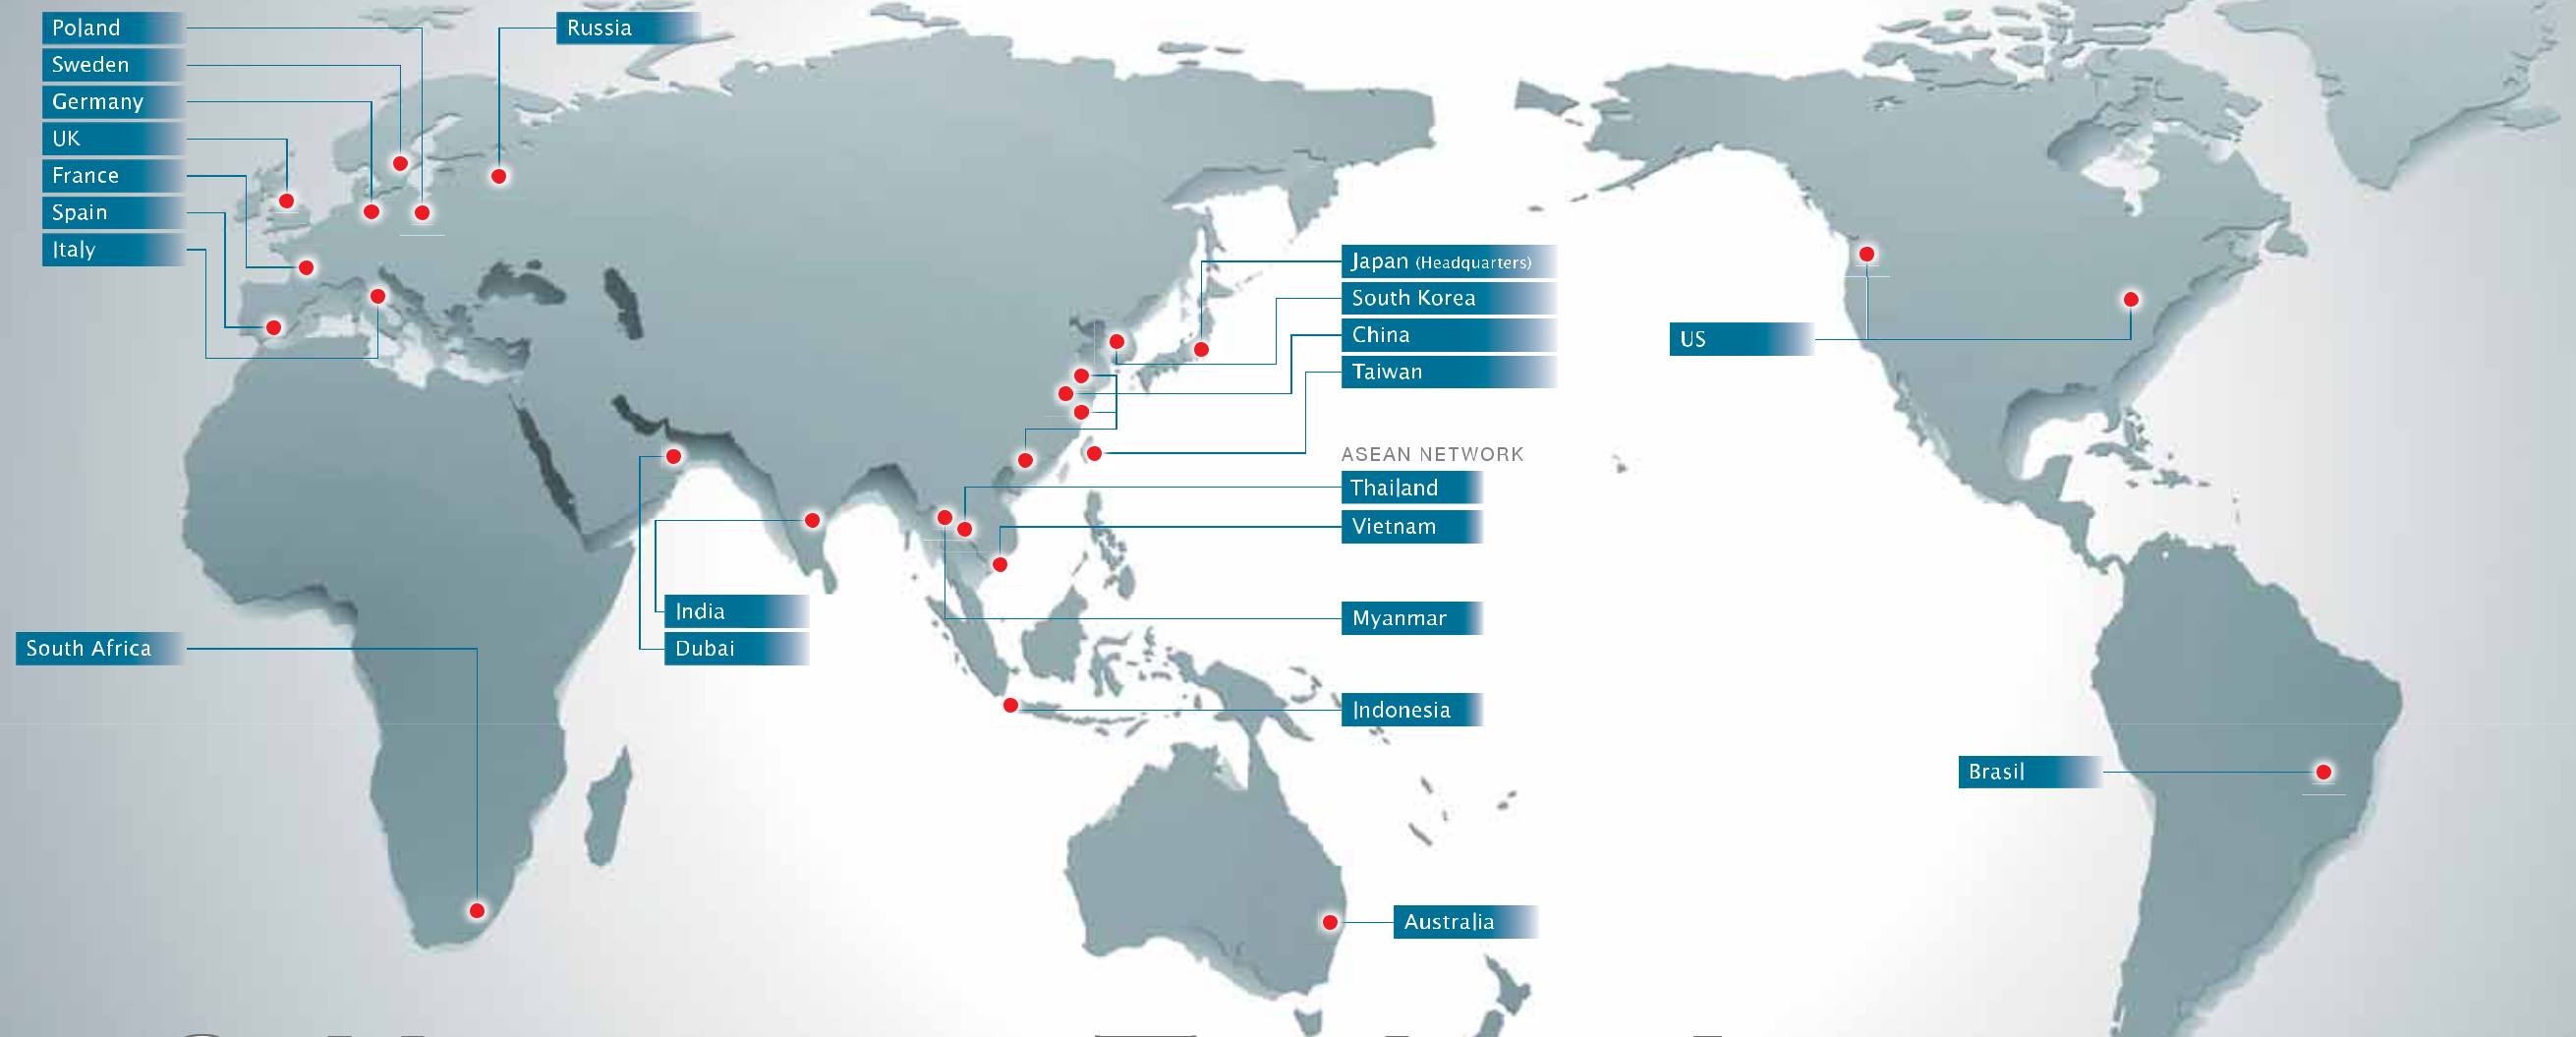 Poland
Sweden
Germany
UK
France
Spain
Italy
Russia
Japan (Headquarters)
South Korea
China
Taiwan
ASEAN NETWORK
Thailand
Vietnam
Myanmar
Indonesia
India
Dubai
South Africa
Australia
US
Brasil